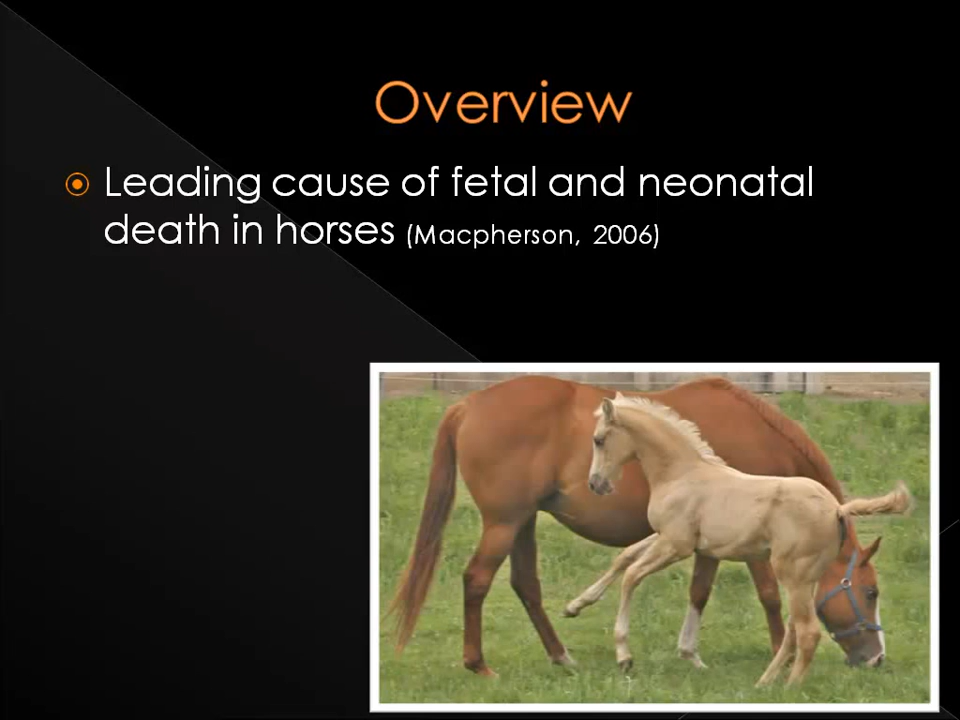 Overview
Leading cause of fetal and neonatal
death in horses (Macpherson, 2006)